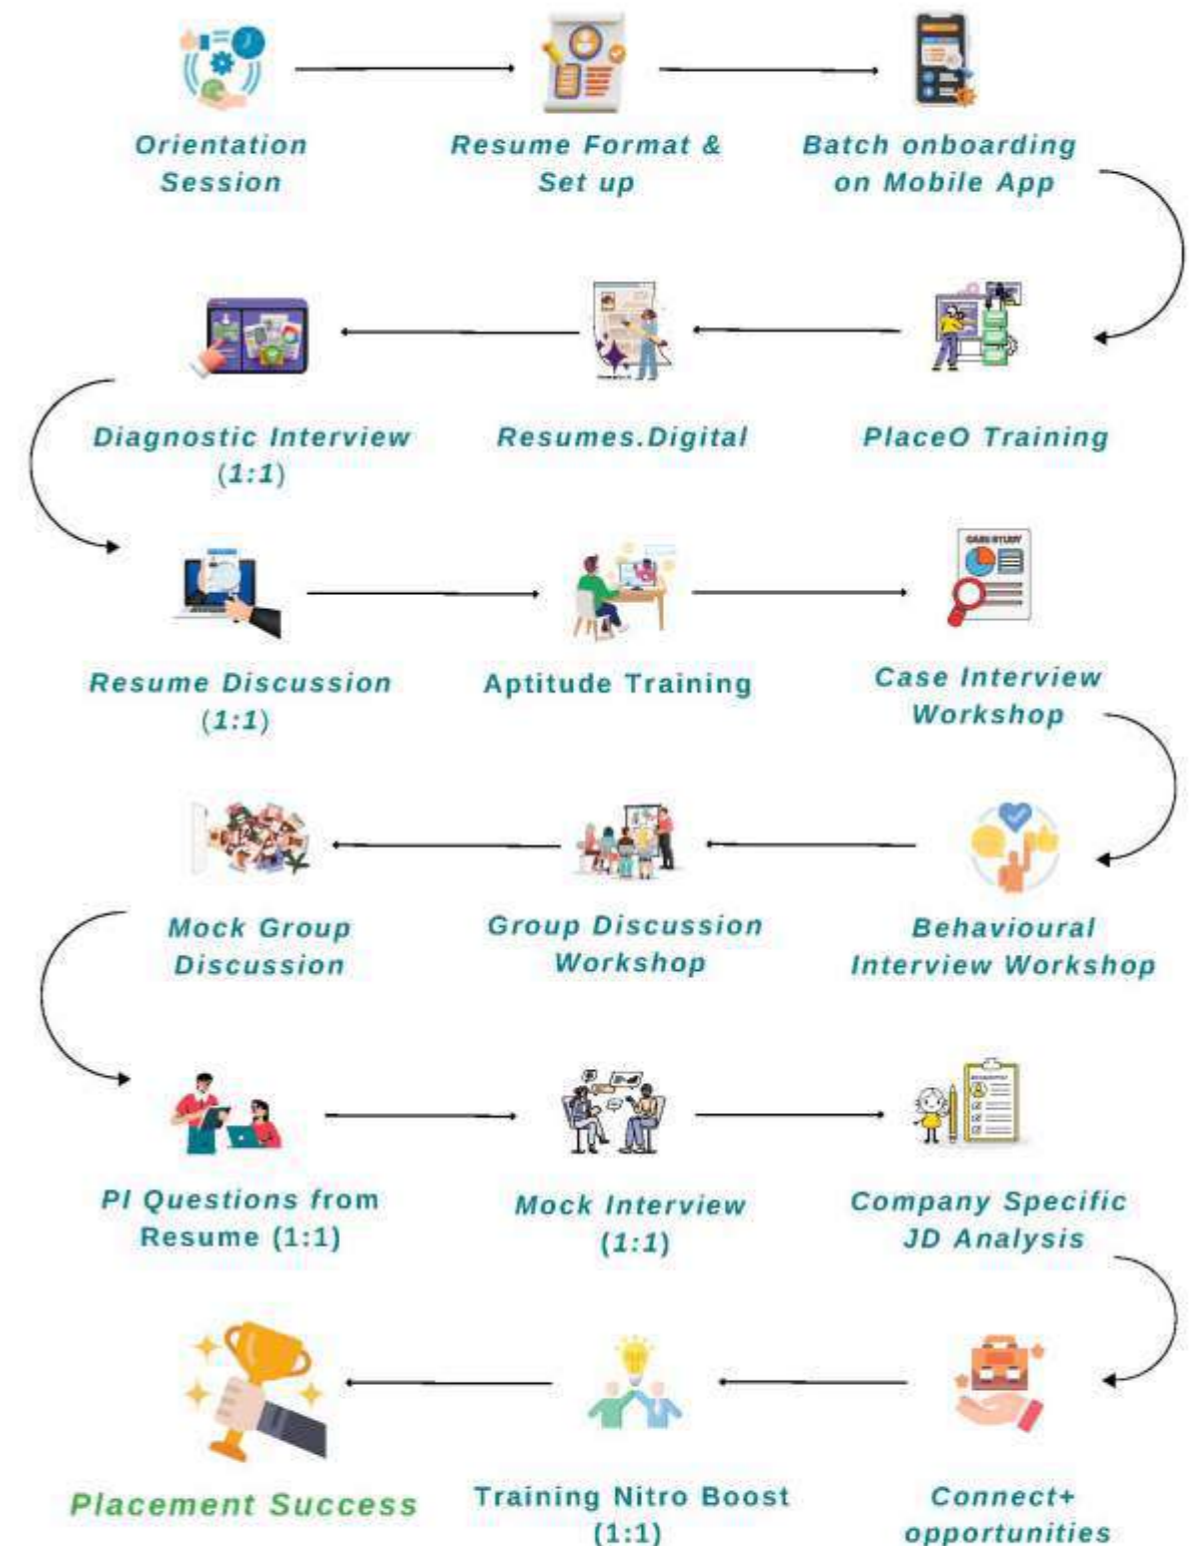 Orientation
Session
Resume Format &
Set up
Batch onboarding
on Mobile App
PlaceO Training
Resumes.Digital
Diagnostic Interview
(1:1)
Resume Discussion
(1:1)
Aptitude Training
CASE STUDY
Case Interview
Workshop
Behavioural
Interview Workshop
Group Discussion
Workshop
Mock Group
Discussion
PI Questions from
Resume (1:1)
Mock Interview
(1:1)
Company Specific
JD Analysis
Connect+
opportunities
Training Nitro Boost
(1:1)
Placement Success